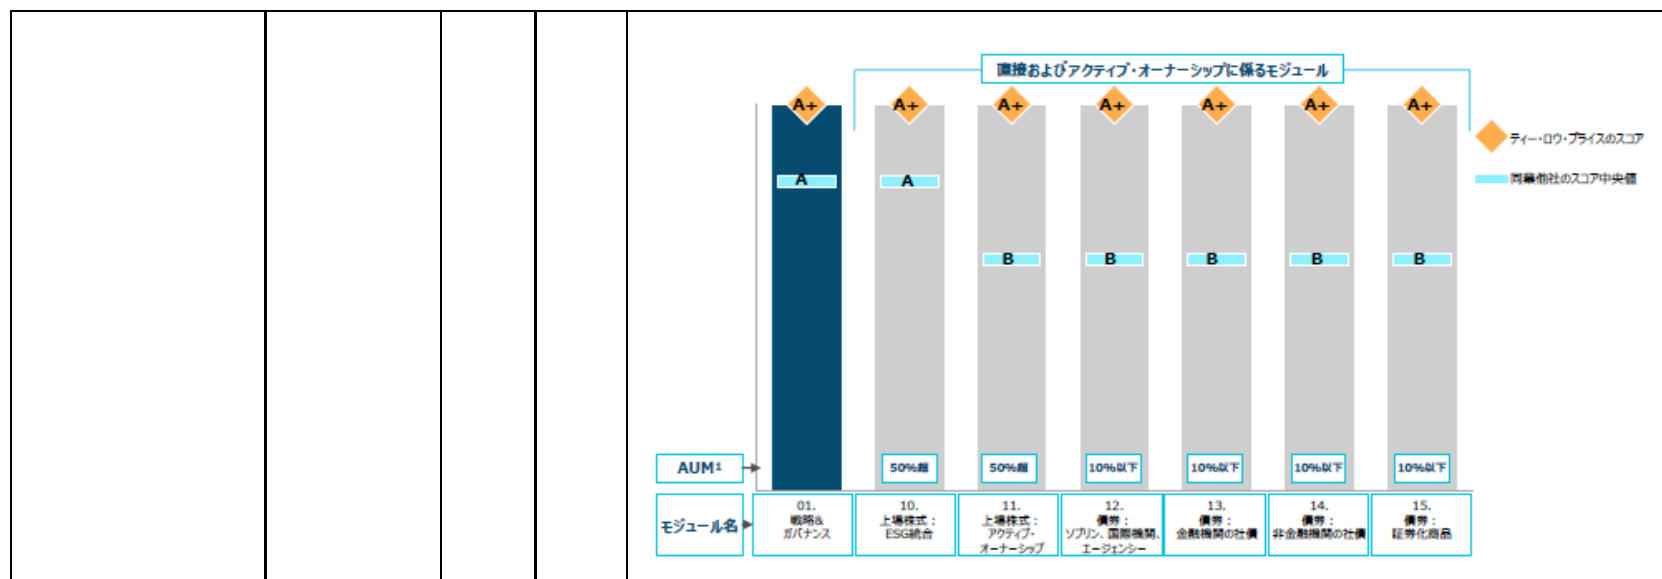 直接およびアクティブ・オーナーシップに係るモジュール
A+ A+ A+ A+ A+ A+ A+
ティー・ロウ・プライスのスコア
A A
同業他社のスコア中央値
B B B B B
AUM¹
50%超 50%超 10%以下 10%以下 10%以下 10%以下
モジュール名
01.
戦略&
ガバナンス
10.
上場株式：
ESG統合
11.
上場株式：
アクティブ・
オーナーシップ
12.
債券：
ソブリン、国際機関、
エージェンシー
13.
債券：
金融機関の社債
14.
債券：
非金融機関の社債
15.
債券：
証券化商品